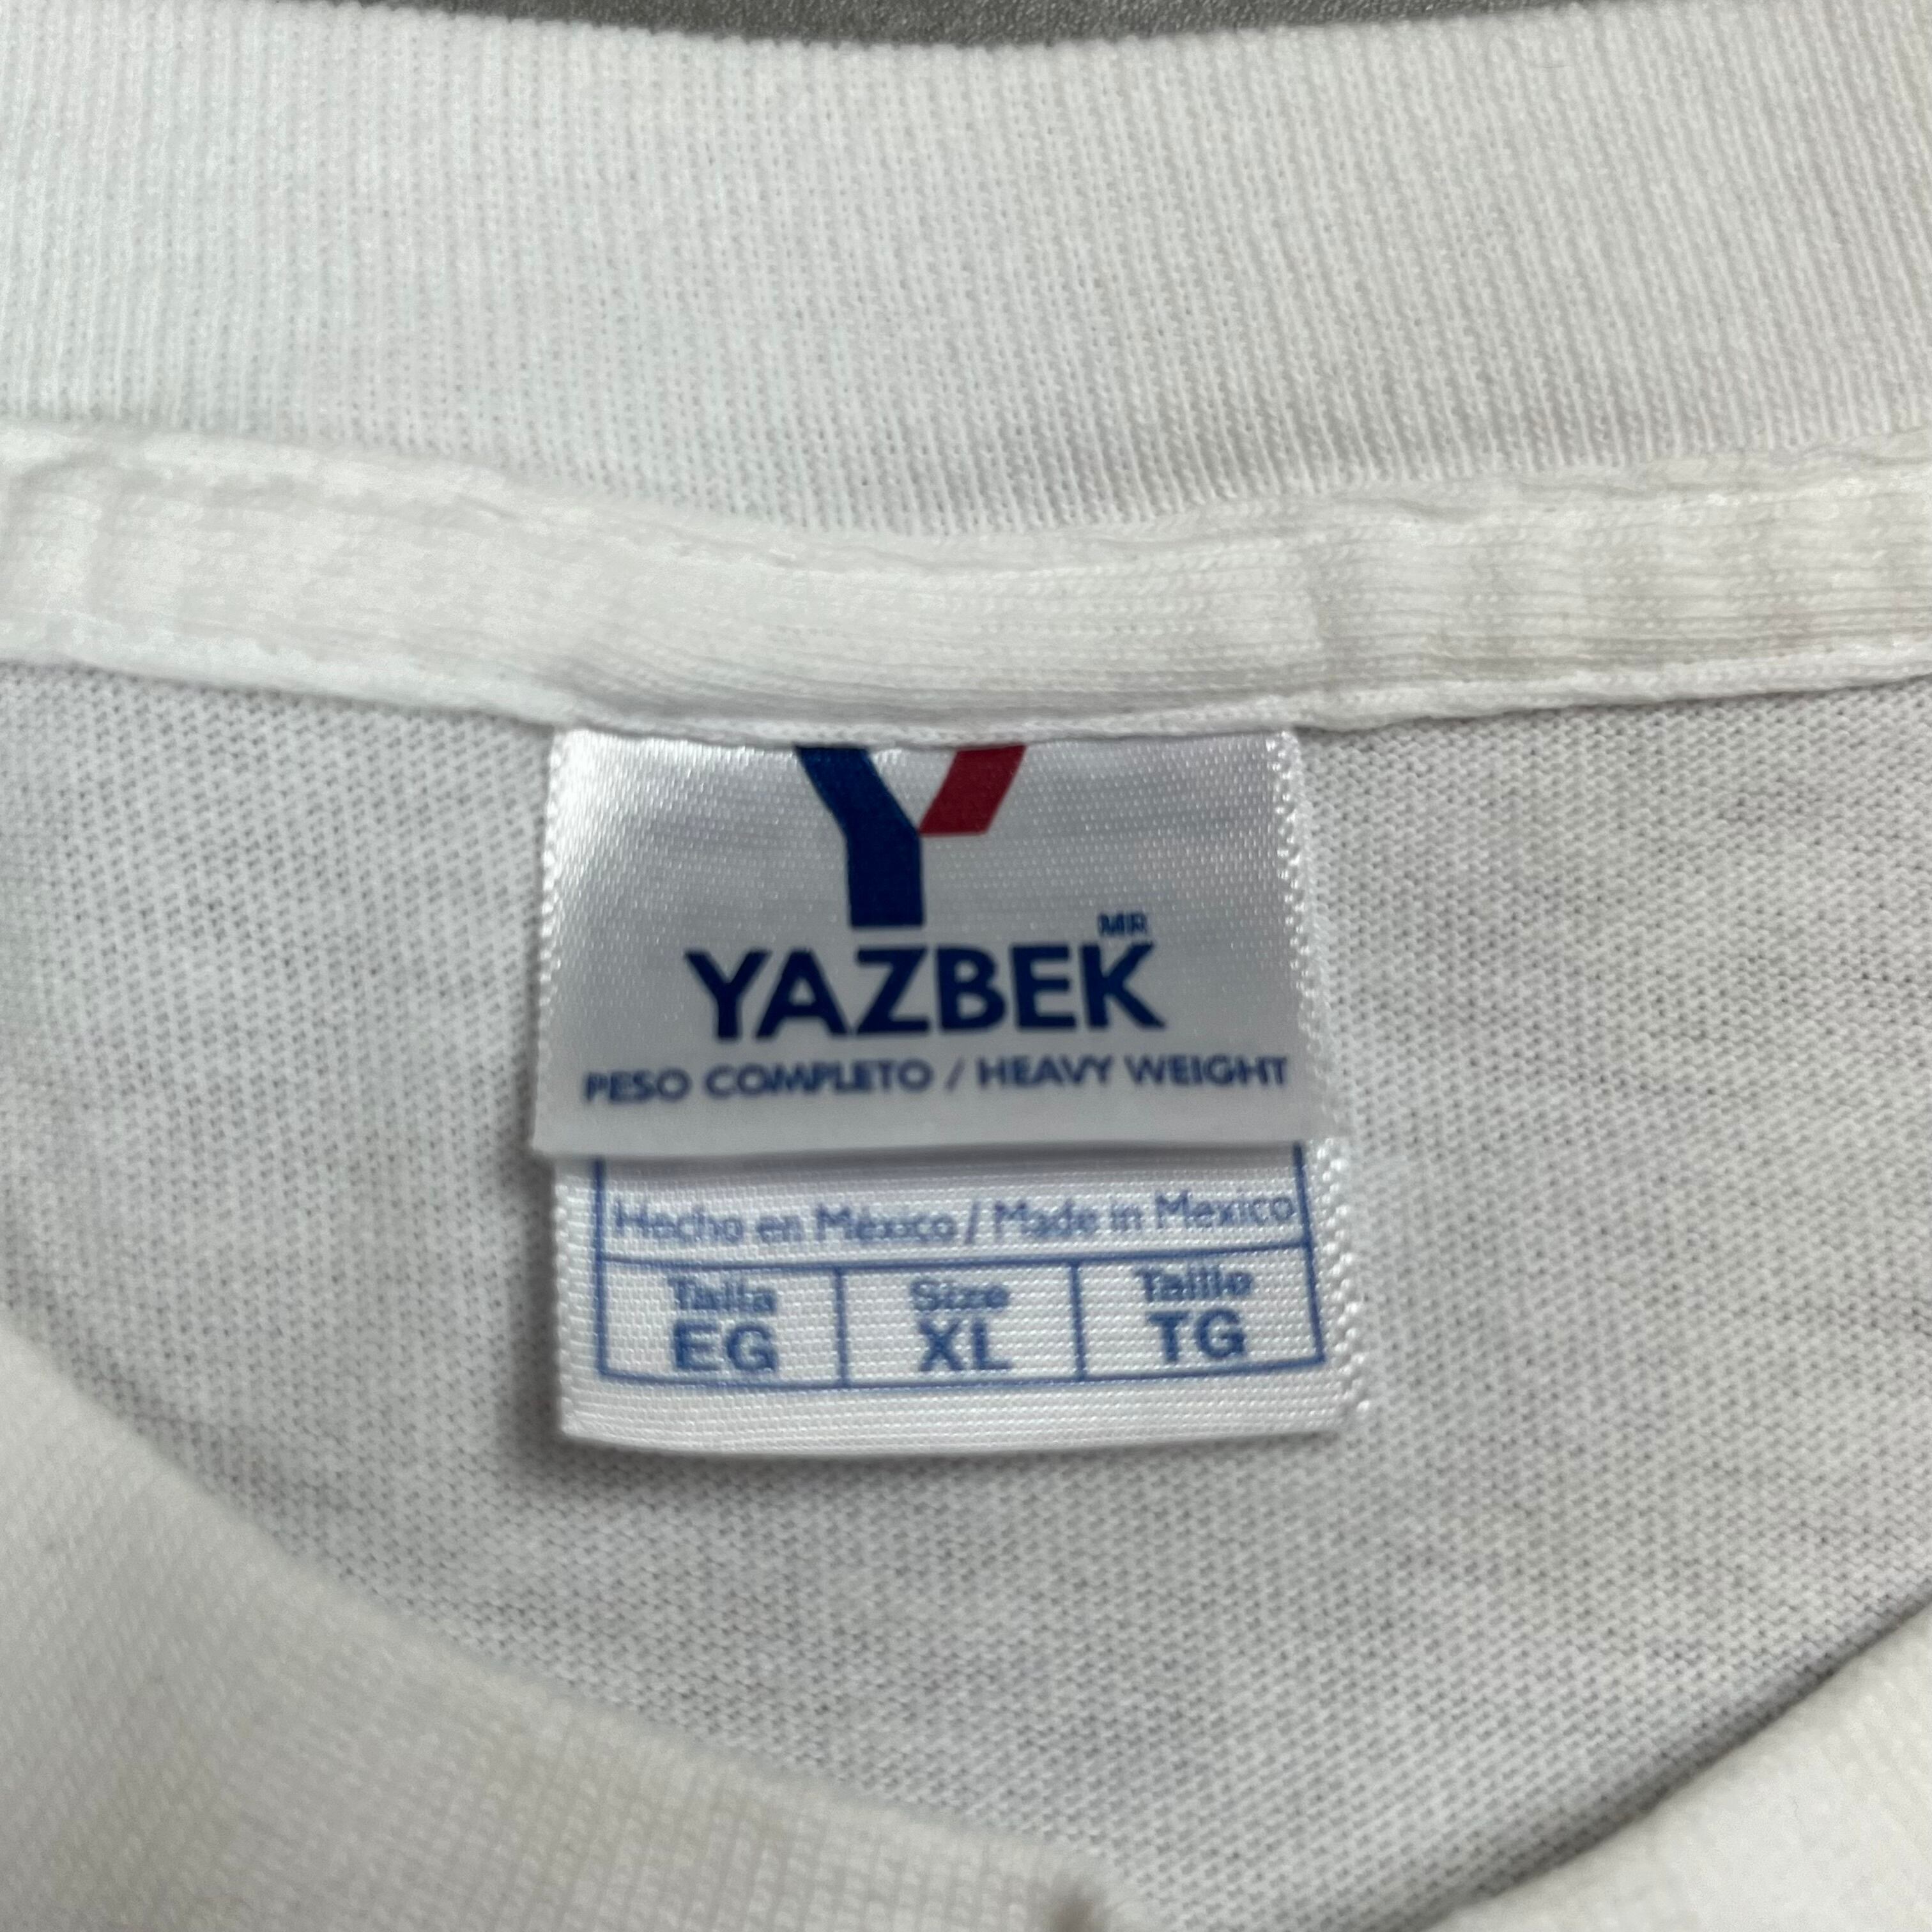 Y
YAZBEK MR
PESO COMPLETO / HEAVY WEIGHT
Hecho en México / Made in Mexico
Talla Size Taille
EG XL TG